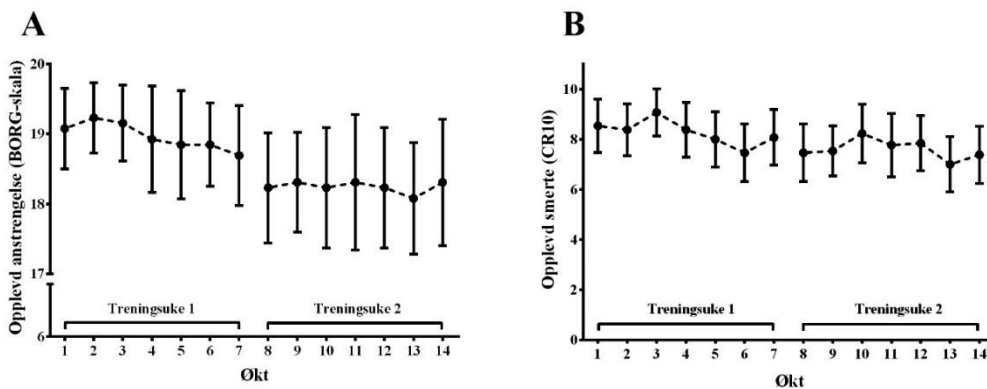 A
Opplevd anstrengelse (BORG-skala)
20
19
18
17
6
Treningsuke 1
Treningsuke 2
1 2 3 4 5 6 7 8 9 10 11 12 13 14
Økt
B
Opplevd smerte (CR10)
10
8
6
4
2
0
Treningsuke 1
Treningsuke 2
1 2 3 4 5 6 7 8 9 10 11 12 13 14
Økt